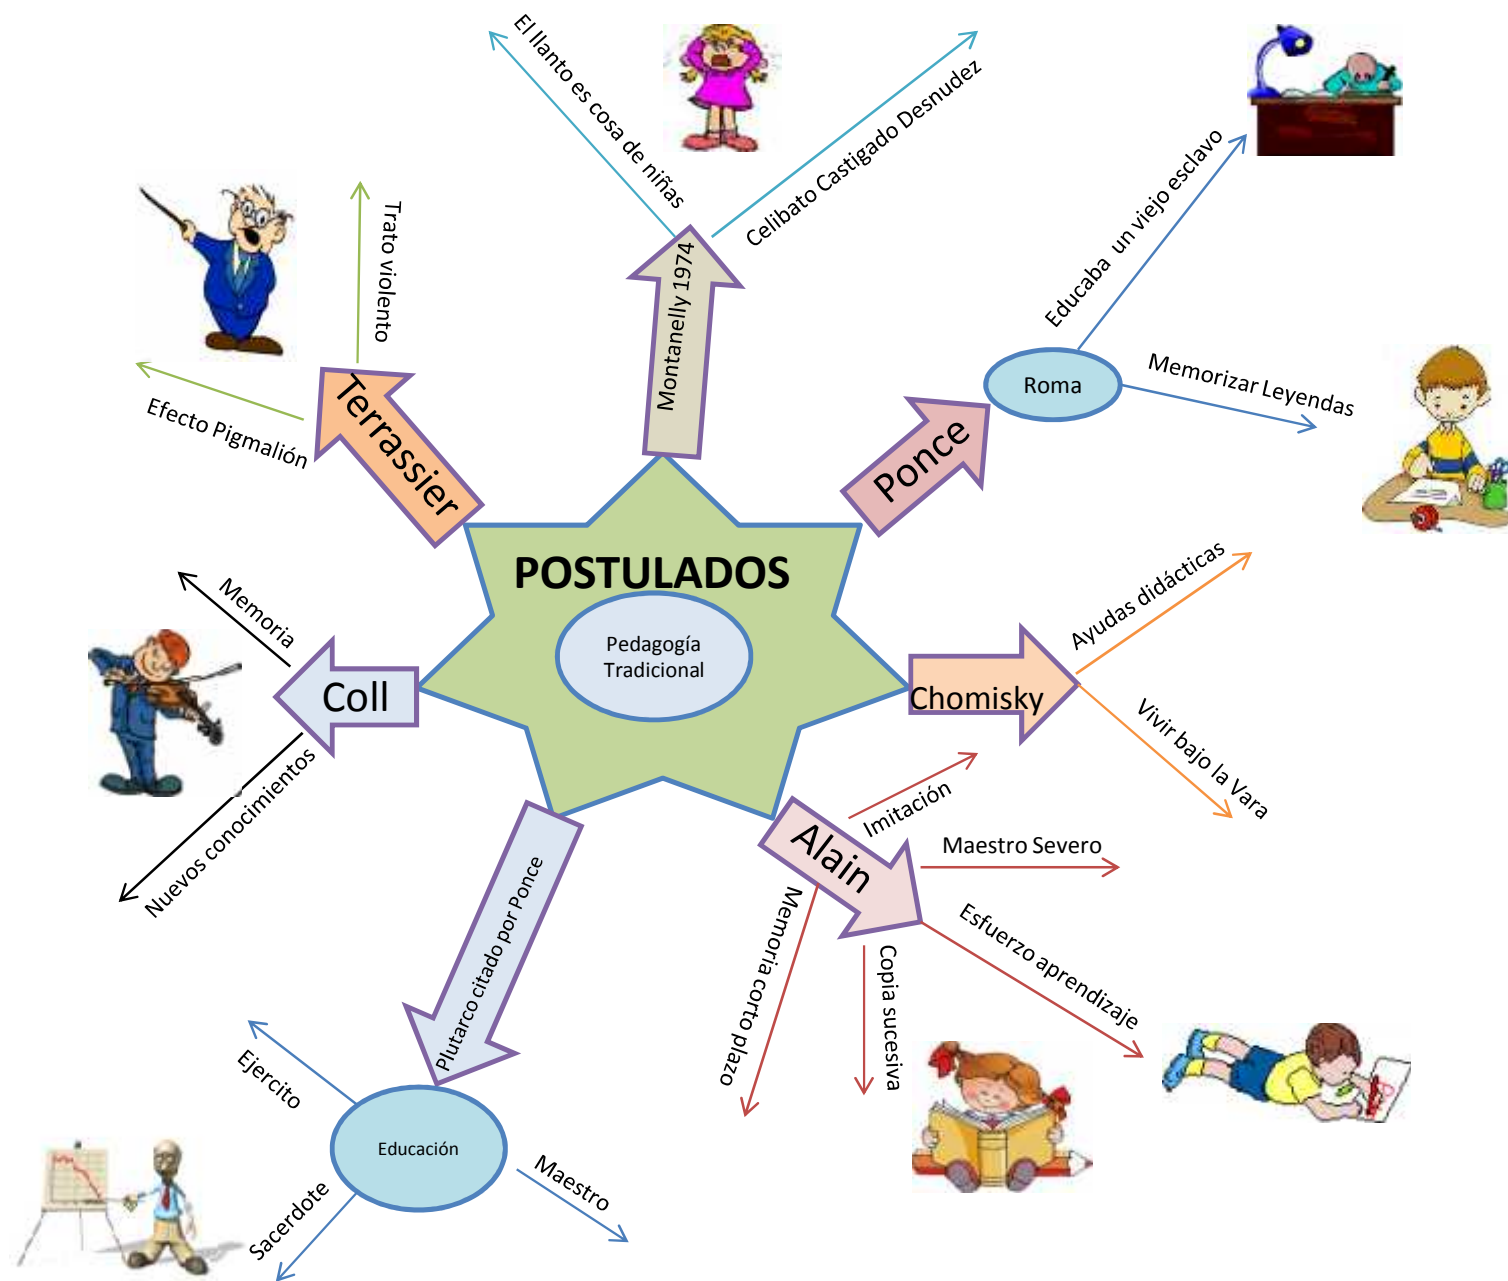 POSTULADOS
Pedagogía
Tradicional
Montanelly 1974
El llanto es cosa de niñas
Celibato Castigado Desnudez
Ponce
Roma
Educaba un viejo esclavo
Memorizar Leyendas
Chomisky
Ayudas didácticas
Vivir bajo la Vara
Alain
Imitación
Maestro Severo
Esfuerzo aprendizaje
Copia sucesiva
Memoria corto plazo
Plutarco citado por Ponce
Educación
Ejercito
Sacerdote
Maestro
Coll
Memoria
Nuevos conocimientos
Terrassier
Trato violento
Efecto Pigmalión